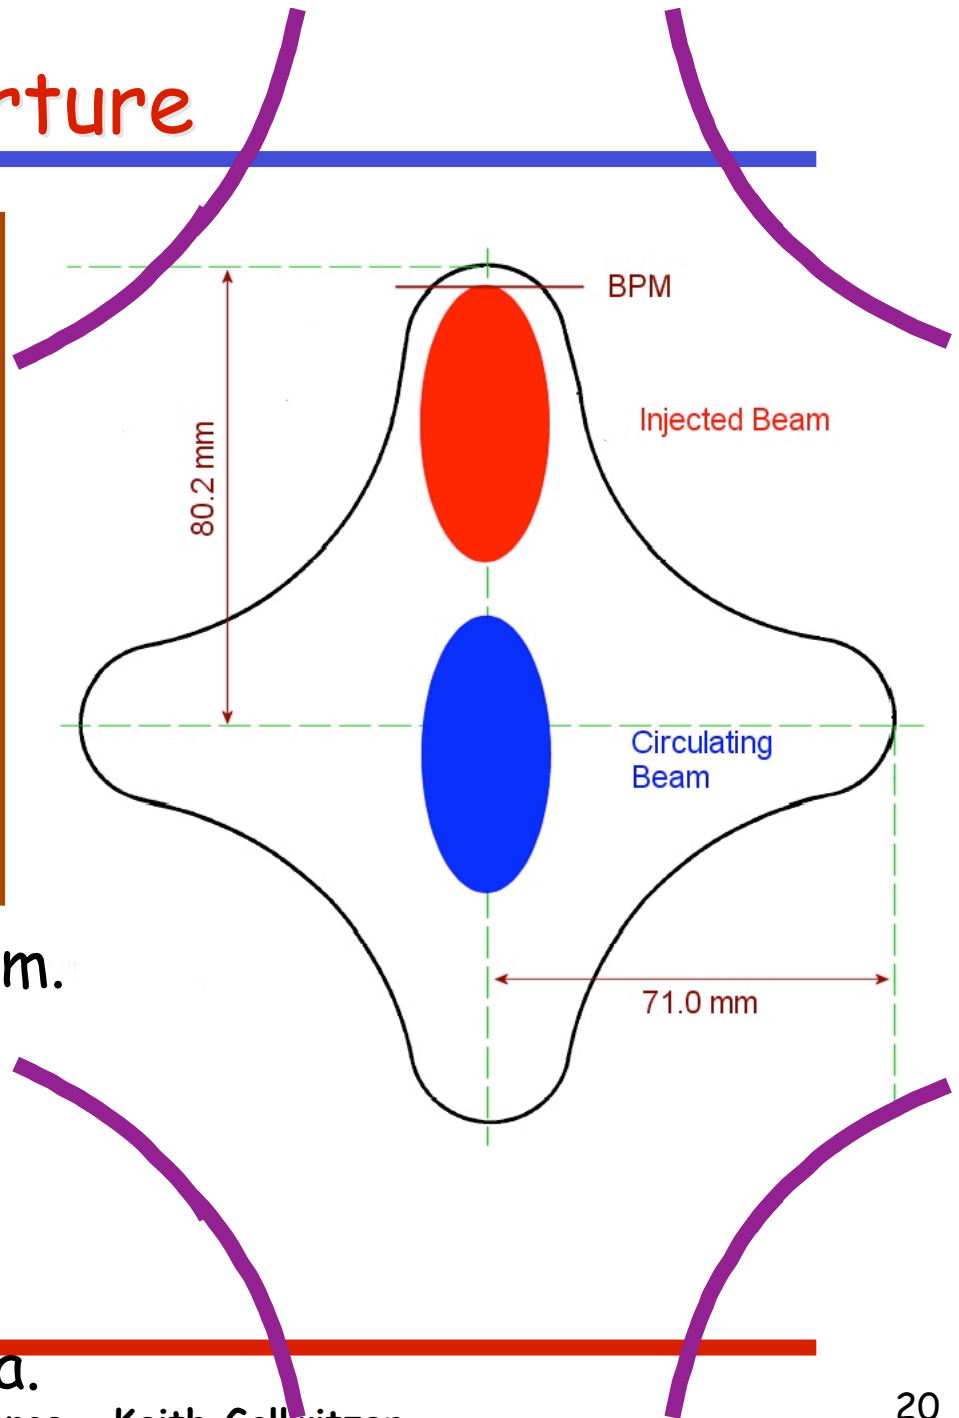 rture
BPM
Injected Beam
80.2 mm
Circulating
Beam
m.
71.0 mm
a.
20